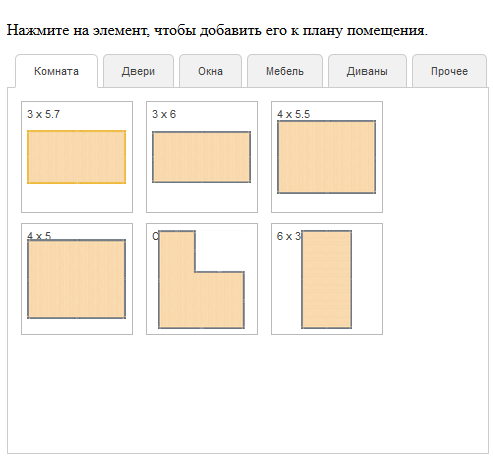 Нажмите на элемент, чтобы добавить его к плану помещения.
Комната Двери Окна Мебель Диваны Прочее
3 x 5.7 3 x 6 4 x 5.5
4 x 5 6 x 3